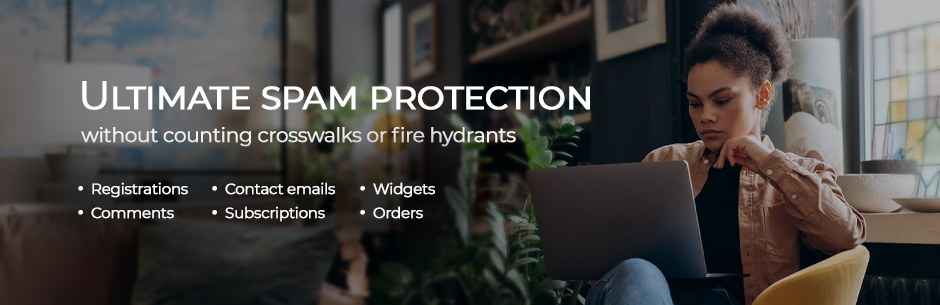 Ultimate spam protection
without counting crosswalks or fire hydrants
• Registrations • Contact emails • Widgets
• Comments • Subscriptions • Orders